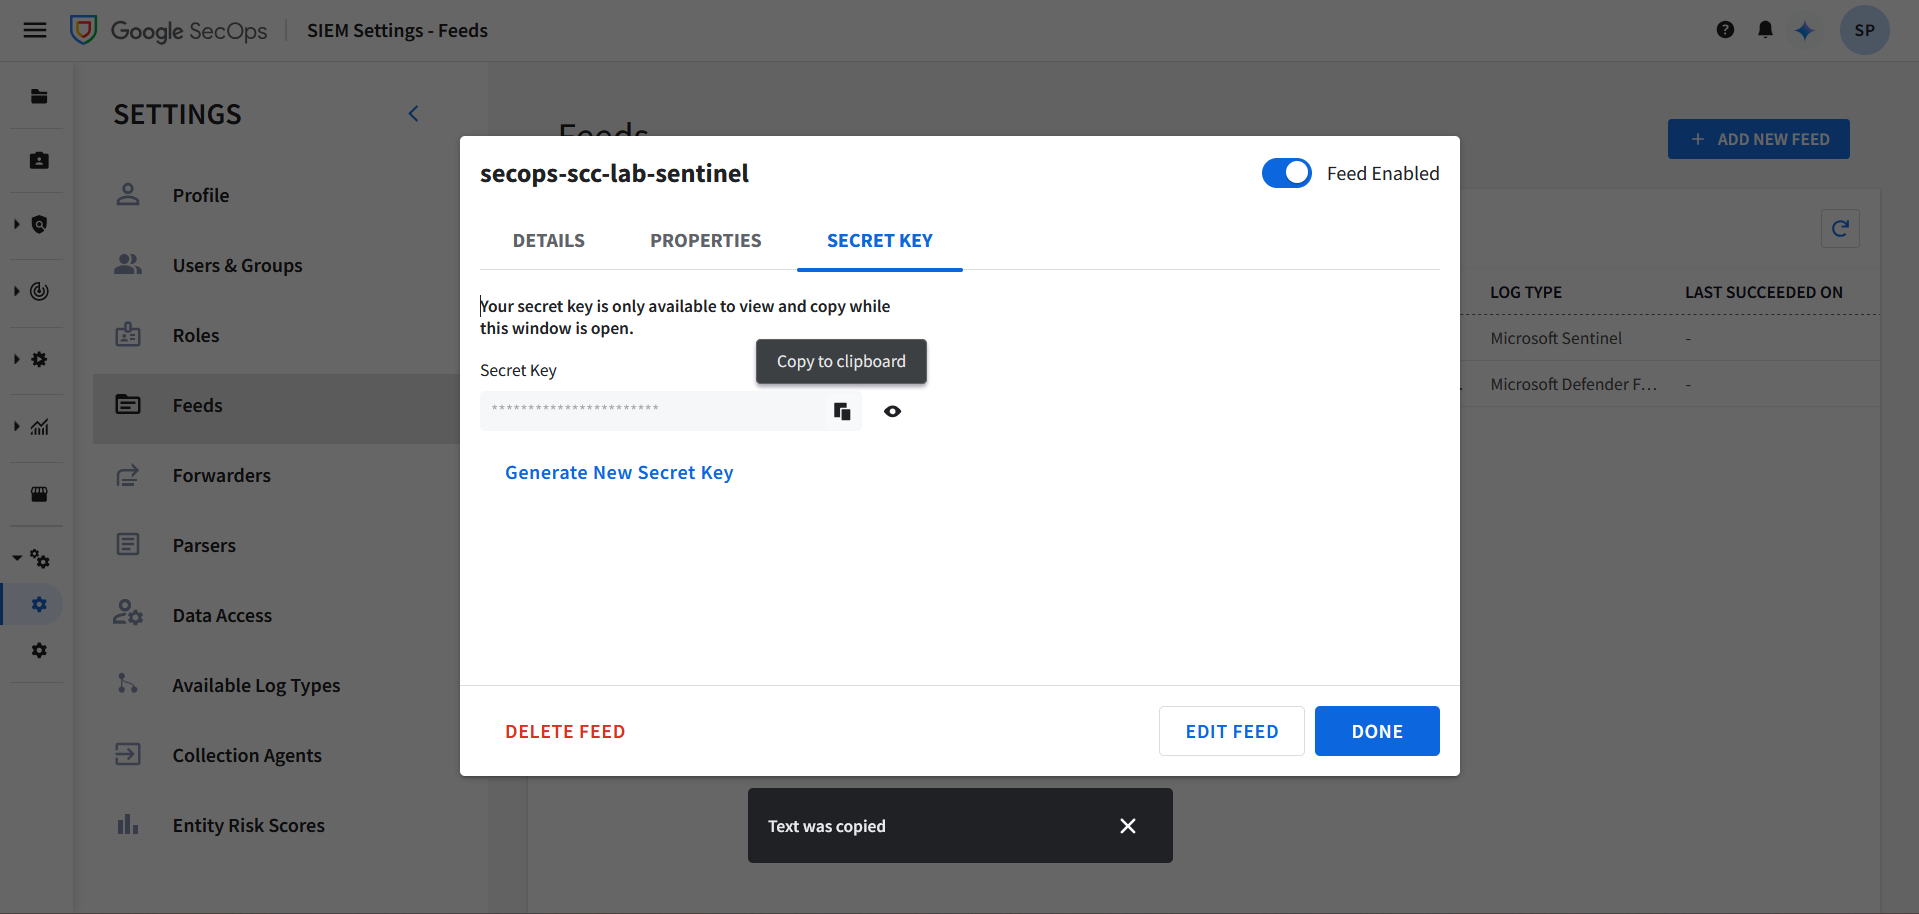 Google SecOps
SIEM Settings - Feeds
SP
SETTINGS
Profile
Users & Groups
Roles
Feeds
Forwarders
Parsers
Data Access
Available Log Types
Collection Agents
Entity Risk Scores
Feeds
ADD NEW FEED
LOG TYPE
LAST SUCCEEDED ON
Microsoft Sentinel
-
Microsoft Defender F...
-
secops-scc-lab-sentinel
Feed Enabled
DETAILS
PROPERTIES
SECRET KEY
Your secret key is only available to view and copy while
this window is open.
Copy to clipboard
Secret Key
***********************
Generate New Secret Key
DELETE FEED
EDIT FEED
DONE
Text was copied